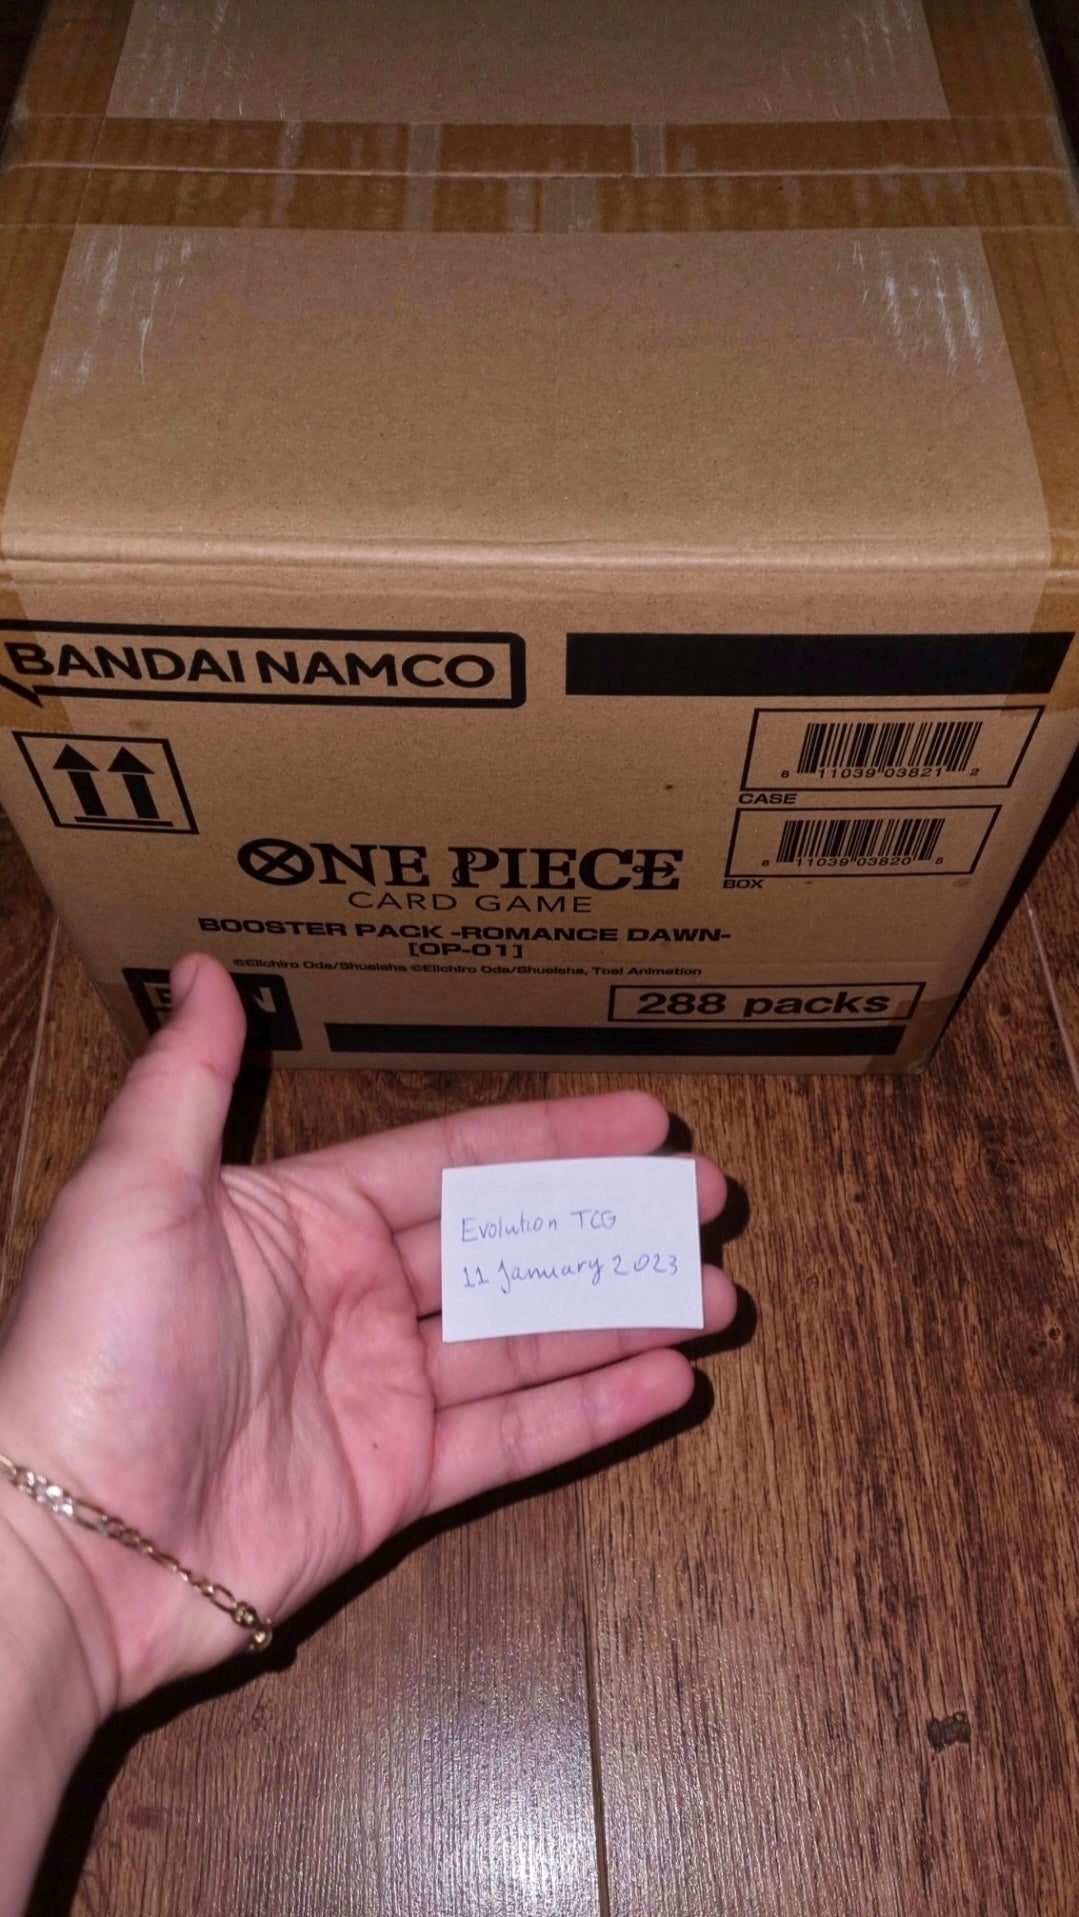 BANDAI NAMCO
8 11039 03821 2
CASE
8 11039 03820 5
BOX
ONE PIECE
CARD GAME
BOOSTER PACK -ROMANCE DAWN-
[OP-01]
©Eiichiro Oda/Shueisha ©Eiichiro Oda/Shueisha, Toei Animation
288 packs
Evolution TCG
11 January 2023